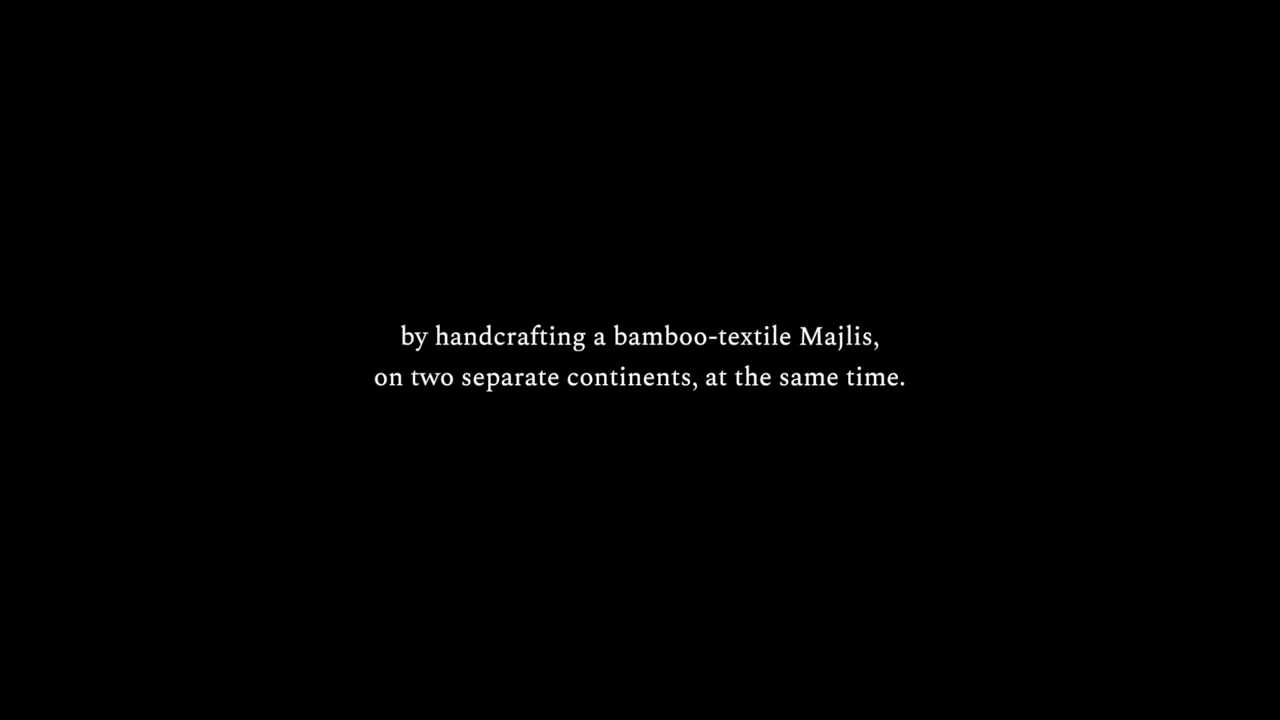 by handcrafting a bamboo-textile Majlis,
on two separate continents, at the same time.